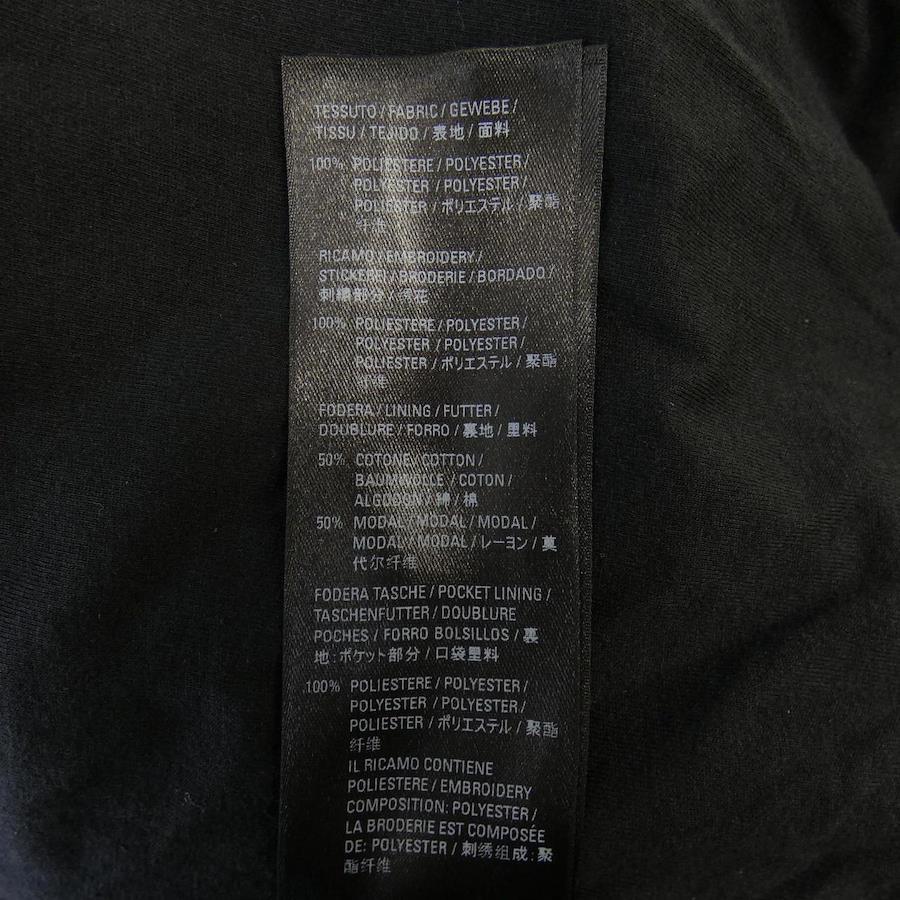 TESSUTO / FABRIC / GEWEBE /
TISSU / TEJIDO / 表地 / 面料
100% POLIESTERE / POLYESTER /
POLYESTER / POLYESTER /
POLIESTER / ポリエステル / 聚酯
纤维
RICAMO / EMBROIDERY /
STICKEREI / BRODERIE / BORDADO /
刺繍部分 / 绣花
100% POLIESTERE / POLYESTER /
POLYESTER / POLYESTER /
POLIESTER / ポリエステル / 聚酯
纤维
FODERA / LINING / FUTTER /
DOUBLURE / FORRO / 裏地 / 里料
50% COTONE / COTTON /
BAUMWOLLE / COTON /
ALGODON / 綿 / 棉
50% MODAL / MODAL / MODAL /
MODAL / MODAL / レーヨン / 莫
代尔纤维
FODERA TASCHE / POCKET LINING /
TASCHENFUTTER / DOUBLURE
POCHES / FORRO BOLSILLOS / 裏
地:ポケット部分 / 口袋里料
100% POLIESTERE / POLYESTER /
POLYESTER / POLYESTER /
POLIESTER / ポリエステル / 聚酯
纤维
IL RICAMO CONTIENE
POLIESTERE / EMBROIDERY
COMPOSITION: POLYESTER /
LA BRODERIE EST COMPOSÉE
DE: POLYESTER / 刺绣组成: 聚
酯纤维